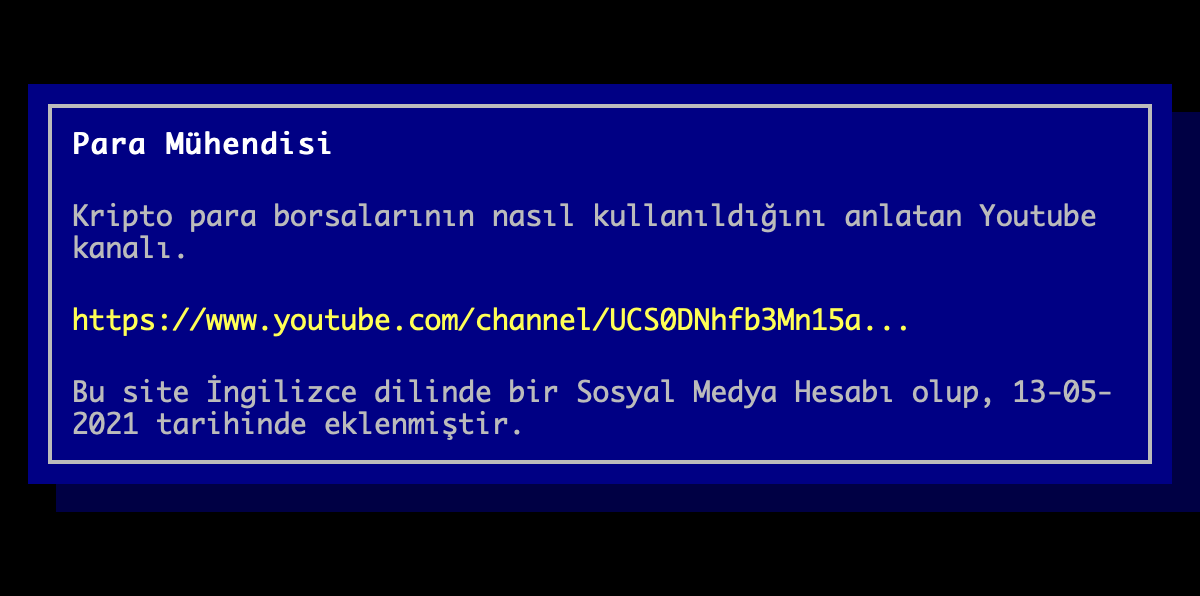 Para Mühendisi
Kripto para borsalarının nasıl kullanıldığını anlatan Youtube
kanalı.
https://www.youtube.com/channel/UCS0DNhfb3Mn15a...
Bu site İngilizce dilinde bir Sosyal Medya Hesabı olup, 13-05-
2021 tarihinde eklenmiştir.